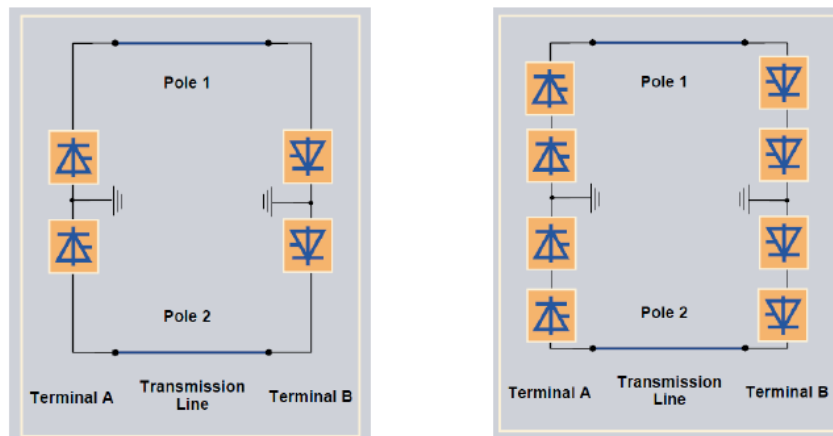 Pole 1
Pole 2
Terminal A
Transmission
Line
Terminal B
Pole 1
Pole 2
Terminal A
Transmission
Line
Terminal B